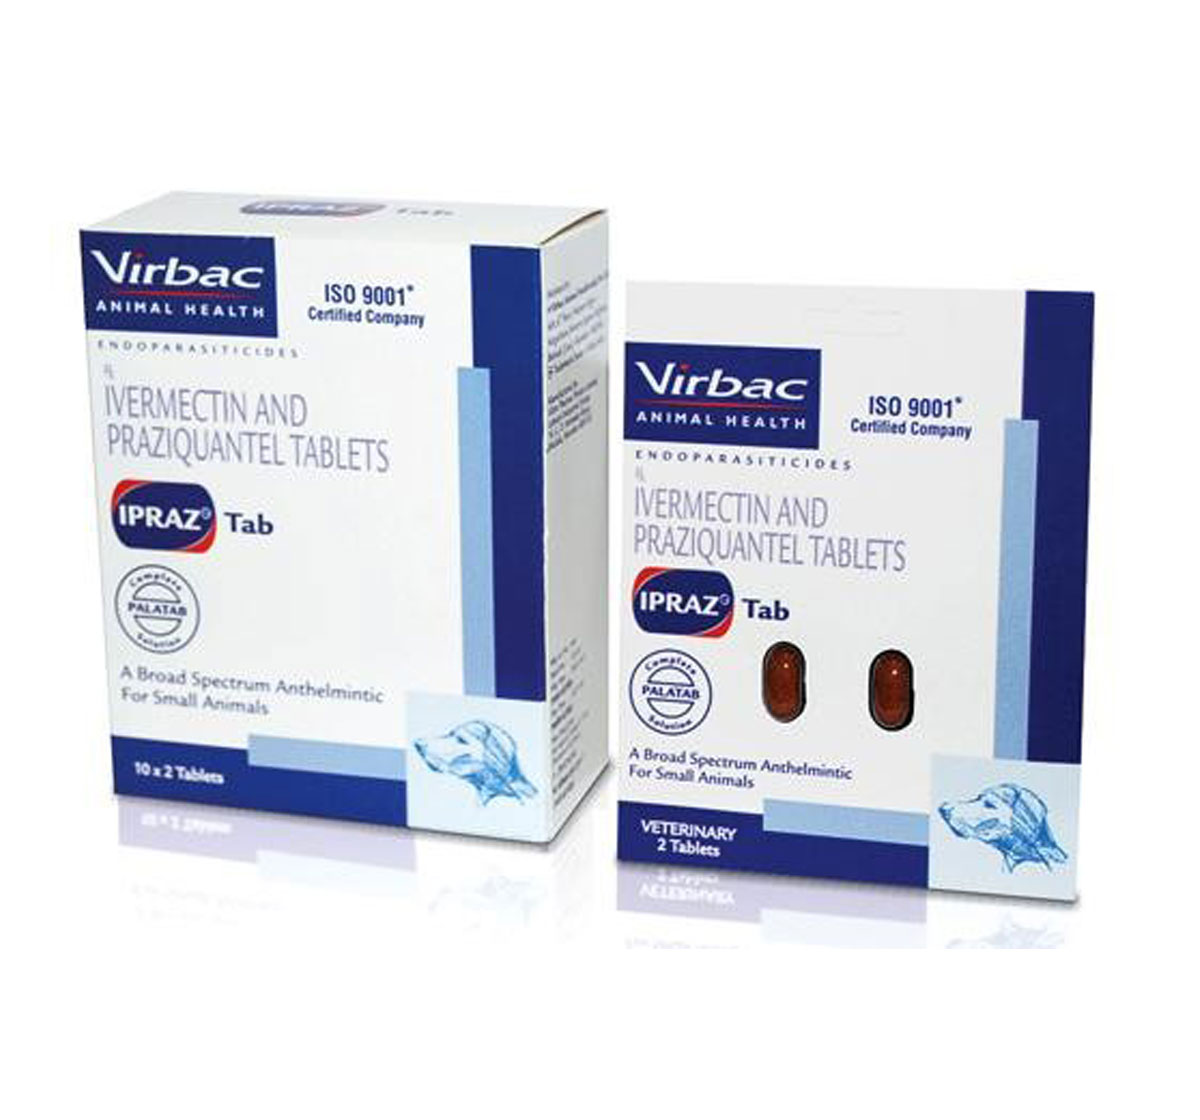 IPRAZ Tab
Virbac
ANIMAL HEALTH
ISO 9001*
Certified Company
ENDOPARASITICIDES
℞
IVERMECTIN AND
PRAZIQUANTEL TABLETS
IPRAZ® Tab
Complete
PALATAB
Solution
A Broad Spectrum Anthelmintic
For Small Animals
10 x 2 Tablets
Virbac
ANIMAL HEALTH
ISO 9001*
Certified Company
ENDOPARASITICIDES
℞
IVERMECTIN AND
PRAZIQUANTEL TABLETS
IPRAZ® Tab
Complete
PALATAB
Solution
A Broad Spectrum Anthelmintic
For Small Animals
VETERINARY
2 Tablets